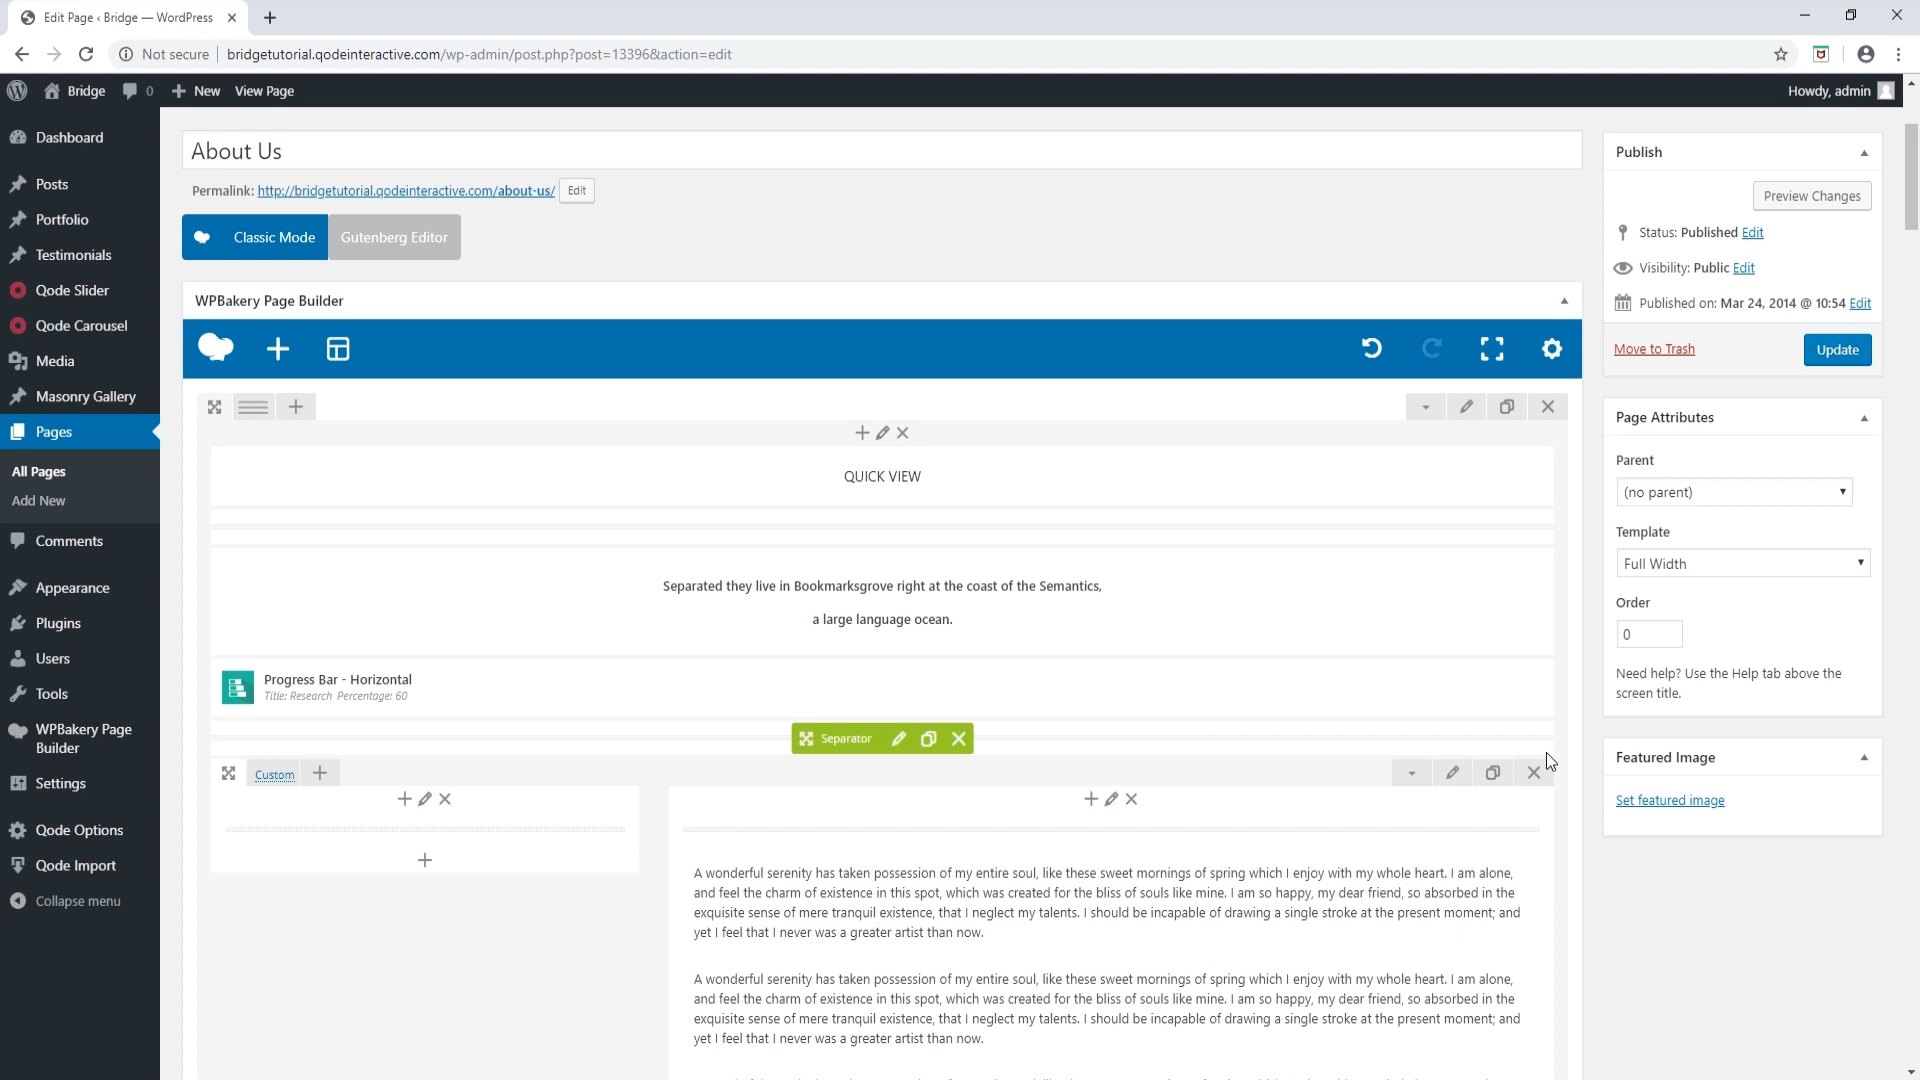 Edit Page ‹ Bridge — WordPress
Not secure
bridgetutorial.qodeinteractive.com/wp-admin/post.php?post=13396&action=edit
Bridge
0
New
View Page
Howdy, admin
Dashboard
Posts
Portfolio
Testimonials
Qode Slider
Qode Carousel
Media
Masonry Gallery
Pages
All Pages
Add New
Comments
Appearance
Plugins
Users
Tools
WPBakery Page
Builder
Settings
Qode Options
Qode Import
Collapse menu
About Us
Permalink: http://bridgetutorial.qodeinteractive.com/about-us/ Edit
Classic Mode
Gutenberg Editor
WPBakery Page Builder
QUICK VIEW
Separated they live in Bookmarksgrove right at the coast of the Semantics,
a large language ocean.
Progress Bar - Horizontal
Title: Research Percentage: 60
Separator
Custom
A wonderful serenity has taken possession of my entire soul, like these sweet mornings of spring which I enjoy with my whole heart. I am alone,
and feel the charm of existence in this spot, which was created for the bliss of souls like mine. I am so happy, my dear friend, so absorbed in the
exquisite sense of mere tranquil existence, that I neglect my talents. I should be incapable of drawing a single stroke at the present moment; and
yet I feel that I never was a greater artist than now.
A wonderful serenity has taken possession of my entire soul, like these sweet mornings of spring which I enjoy with my whole heart. I am alone,
and feel the charm of existence in this spot, which was created for the bliss of souls like mine. I am so happy, my dear friend, so absorbed in the
exquisite sense of mere tranquil existence, that I neglect my talents. I should be incapable of drawing a single stroke at the present moment; and
yet I feel that I never was a greater artist than now.
Publish
Preview Changes
Status: Published Edit
Visibility: Public Edit
Published on: Mar 24, 2014 @ 10:54 Edit
Move to Trash
Update
Page Attributes
Parent
(no parent)
Template
Full Width
Order
0
Need help? Use the Help tab above the
screen title.
Featured Image
Set featured image